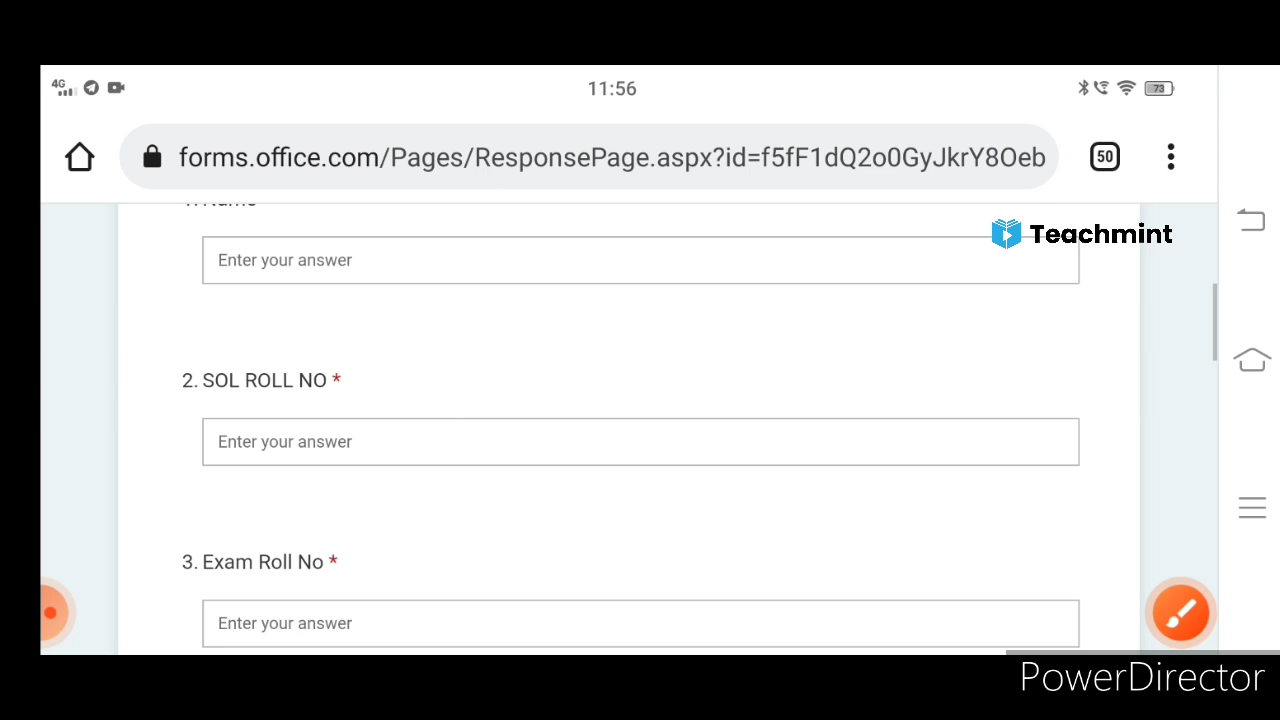 4G
11:56
73
forms.office.com/Pages/ResponsePage.aspx?id=f5fF1dQ2o0GyJkrY8Oeb
50
Teachmint
Enter your answer
2. SOL ROLL NO *
Enter your answer
3. Exam Roll No *
Enter your answer
PowerDirector